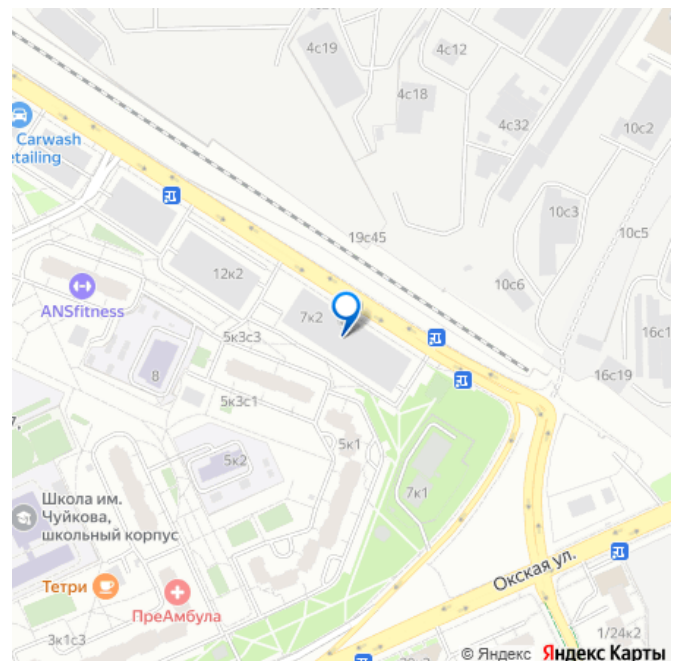 4с19
4с12
4с18
4с32
10с2
Carwash
etailing
10с3
19с45
10с5
12к2
10с6
ANSfitness
7к2
5к3с3
16с1
8
16с19
5к3с1
7,
5к1
5к2
7к1
Школа им.
Чуйкова,
школьный корпус
Окская ул.
Тетри
ПреАмбула
3к1с3
1/24к2
© Яндекс Яндекс Карты